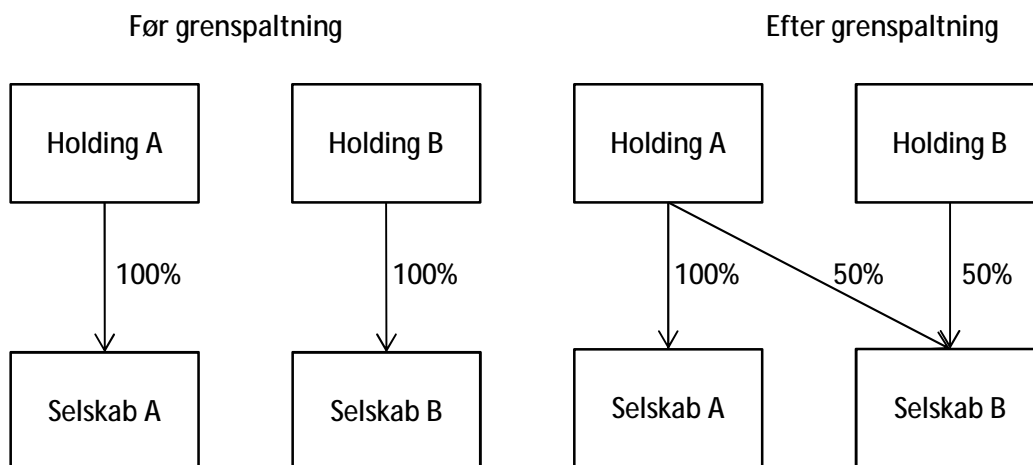 Før grenspaltning
Efter grenspaltning
Holding A
Holding B
Holding A
Holding B
100%
100%
100%
50%
50%
Selskab A
Selskab B
Selskab A
Selskab B